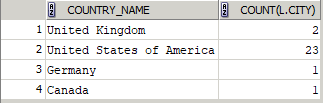 COUNTRY_NAME COUNT(L.CITY)
1 United Kingdom 2
2 United States of America 23
3 Germany 1
4 Canada 1